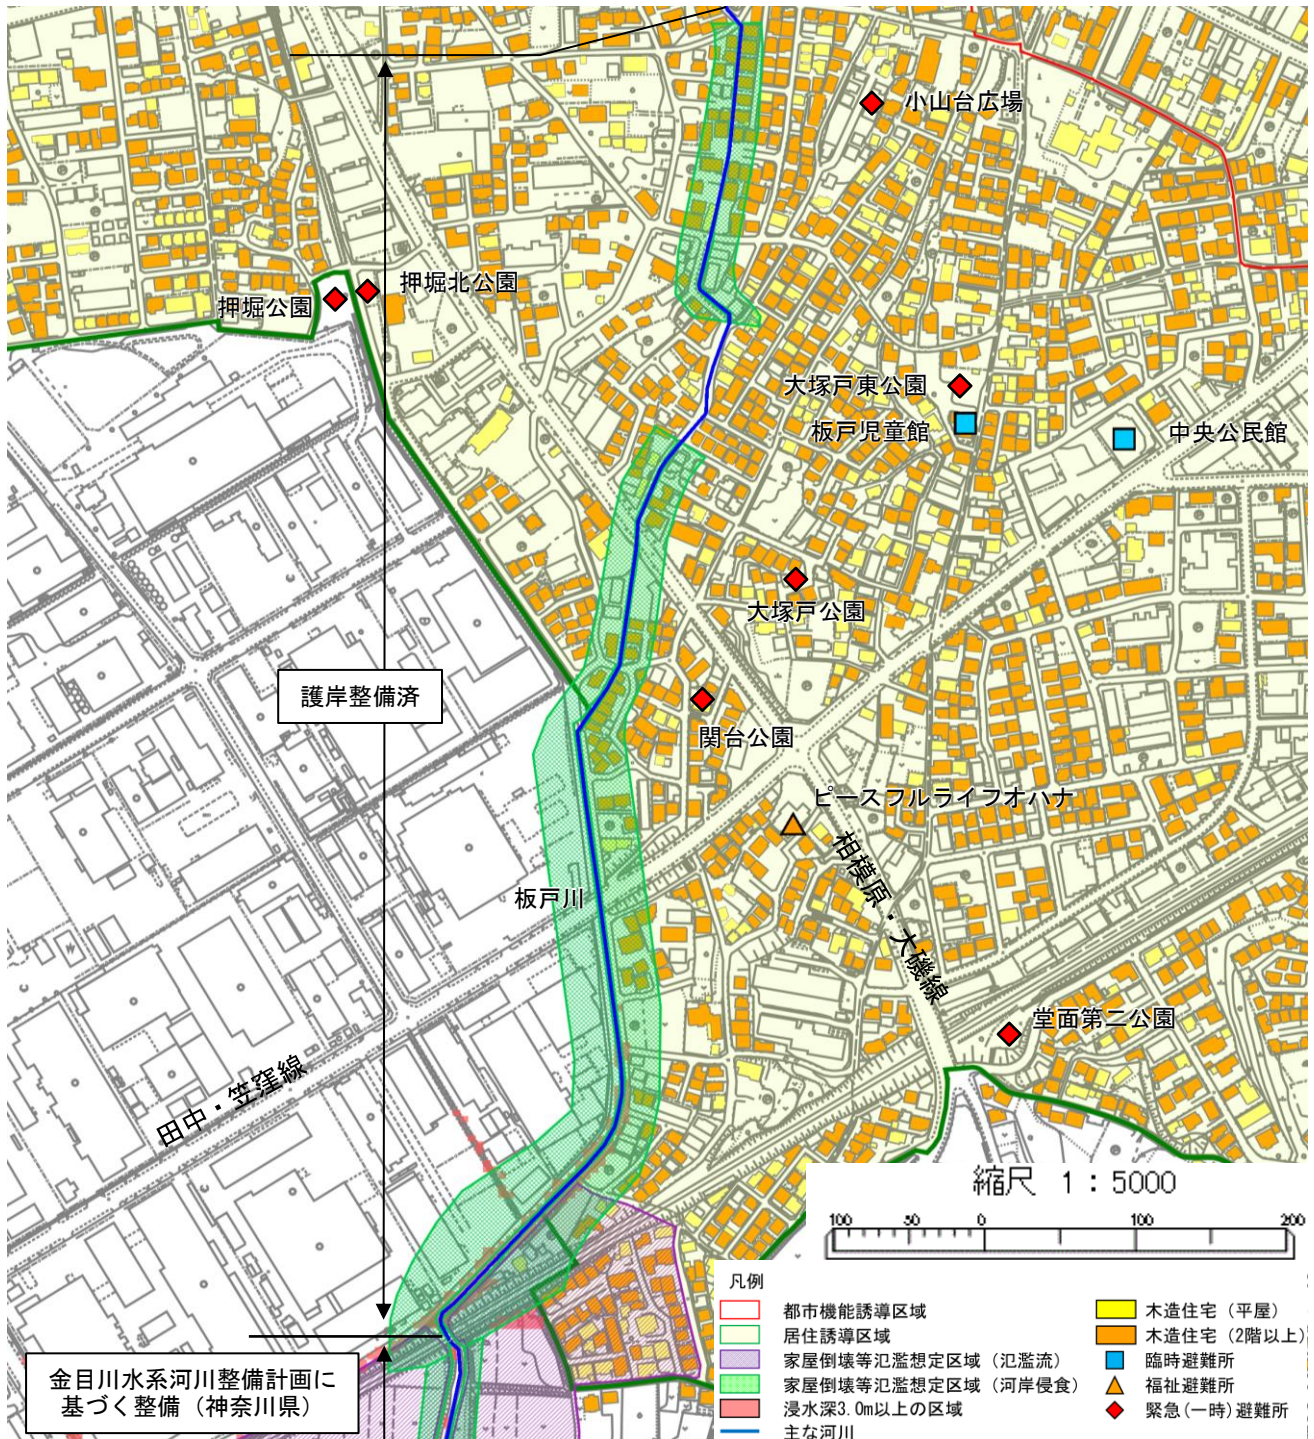 小山台広場
押堀北公園
押堀公園
大塚戸東公園
板戸児童館
中央公民館
大塚戸公園
護岸整備済
関台公園
ピースフルライフオハナ
板戸川
相模原・大磯線
堂面第二公園
田中・笠窪線
縮尺 1:5000
100 50 0 100 200
凡例
都市機能誘導区域
居住誘導区域
家屋倒壊等氾濫想定区域（氾濫流）
家屋倒壊等氾濫想定区域（河岸侵食）
浸水深3.0m以上の区域
主な河川
木造住宅（平屋）
木造住宅（2階以上）
臨時避難所
福祉避難所
緊急(一時)避難所
金目川水系河川整備計画に
基づく整備（神奈川県）